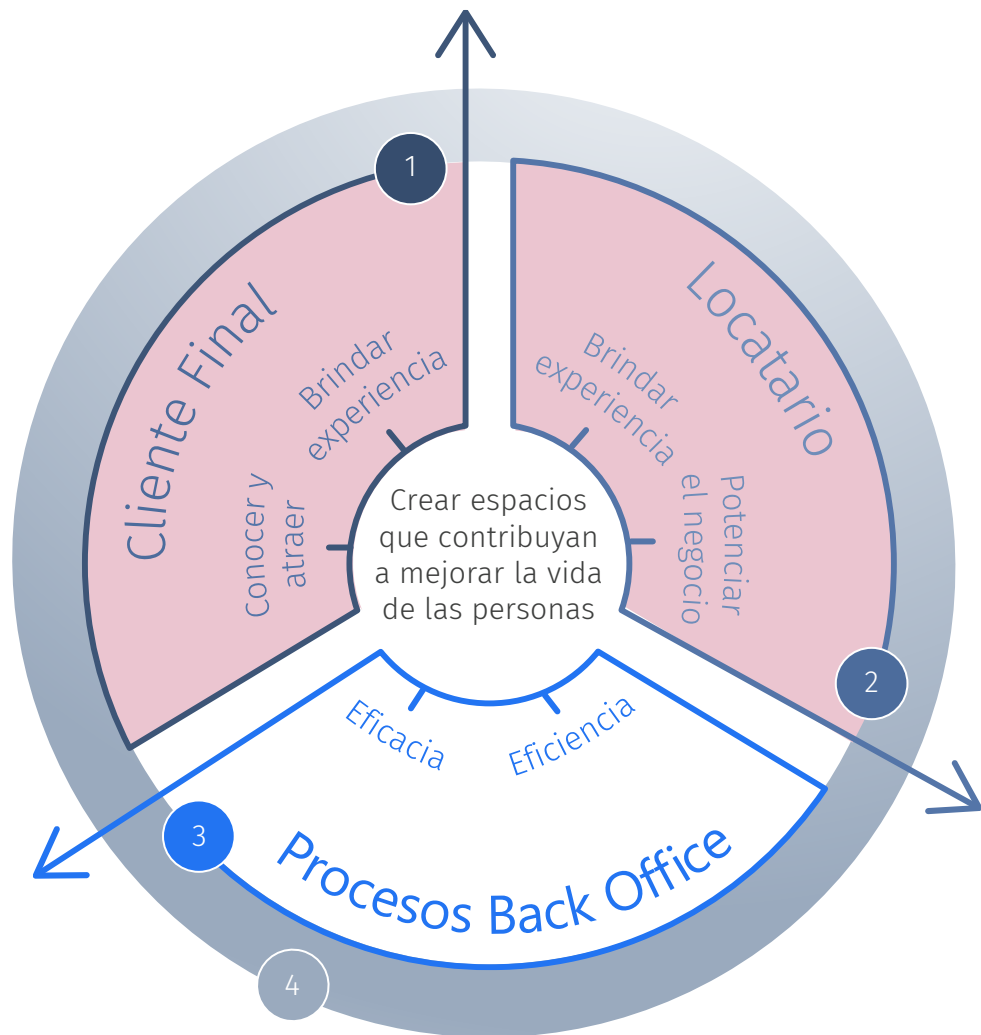 1
Cliente Final
Brindar
experiencia
Conocer y
atraer
Locatario
Brindar
experiencia
Potenciar
el negocio
2
Crear espacios
que contribuyan
a mejorar la vida
de las personas
Eficacia
Eficiencia
3
Procesos Back Office
4